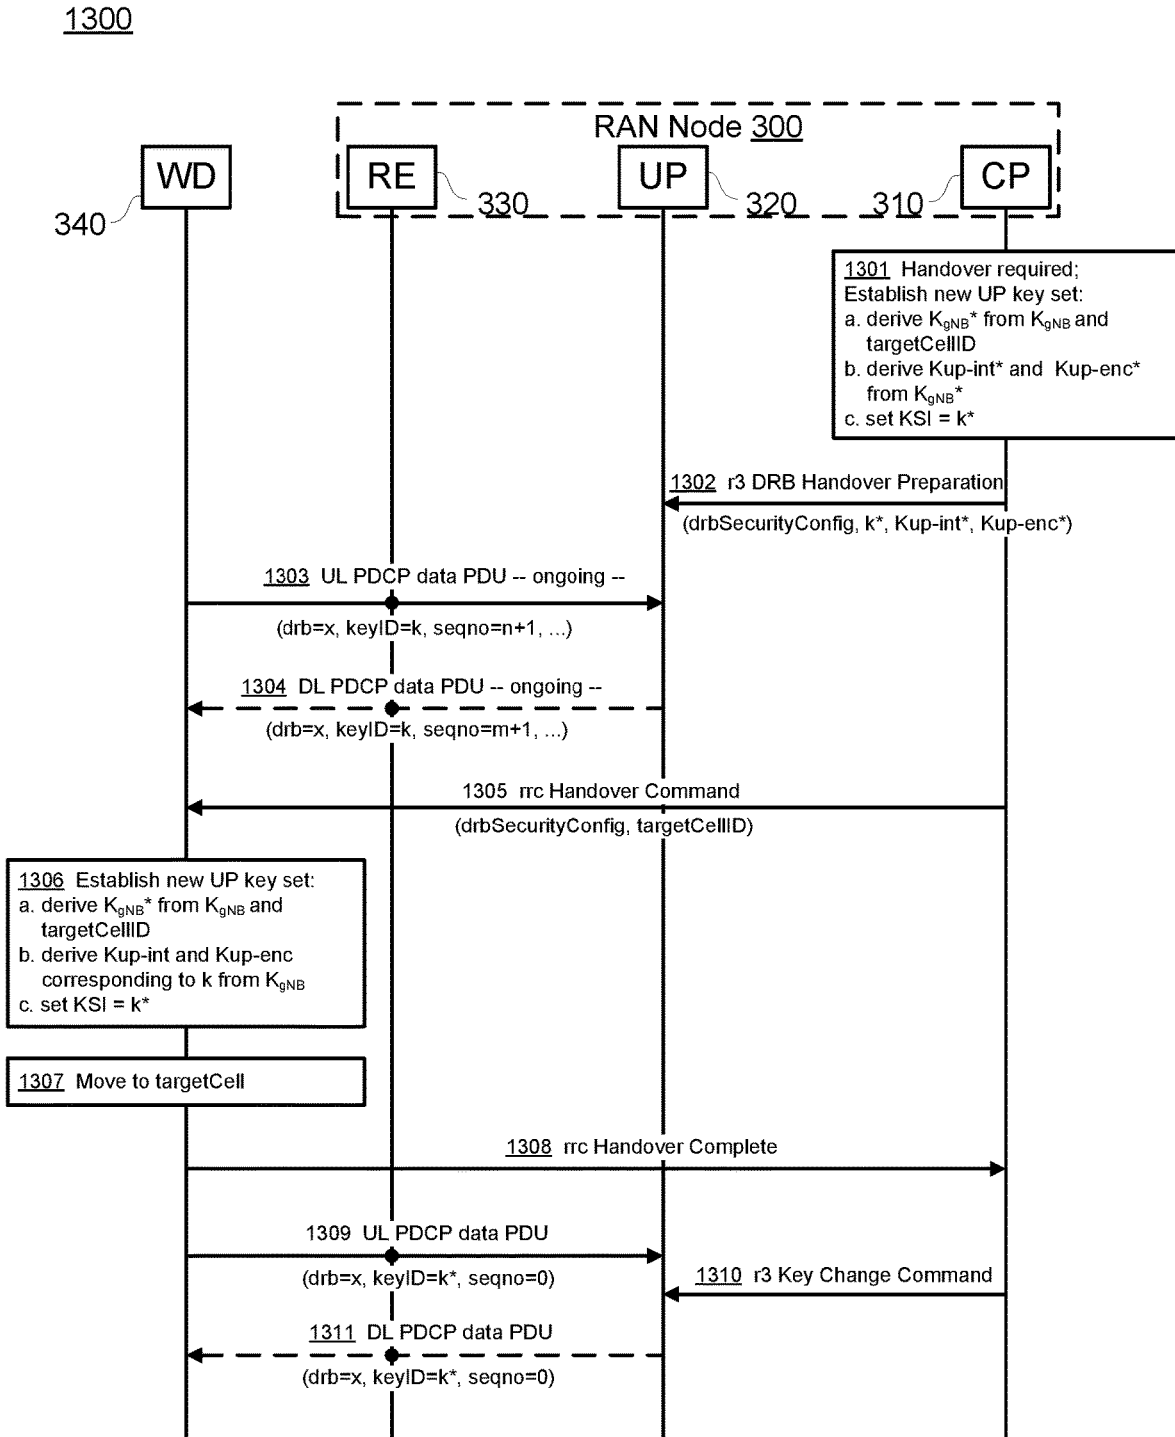 1300
RAN Node 300
WD
RE
UP
CP
340
330
320
310
1301 Handover required;
Establish new UP key set:
a. derive KgNB* from KgNB and
targetCellID
b. derive Kup-int* and Kup-enc*
from KgNB*
c. set KSI = k*
1302 r3 DRB Handover Preparation
(drbSecurityConfig, k*, Kup-int*, Kup-enc*)
1303 UL PDCP data PDU -- ongoing --
(drb=x, keyID=k, seqno=n+1, ...)
1304 DL PDCP data PDU -- ongoing --
(drb=x, keyID=k, seqno=m+1, ...)
1305 rrc Handover Command
(drbSecurityConfig, targetCellID)
1306 Establish new UP key set:
a. derive KgNB* from KgNB and
targetCellID
b. derive Kup-int and Kup-enc
corresponding to k from KgNB
c. set KSI = k*
1307 Move to targetCell
1308 rrc Handover Complete
1309 UL PDCP data PDU
(drb=x, keyID=k*, seqno=0)
1310 r3 Key Change Command
1311 DL PDCP data PDU
(drb=x, keyID=k*, seqno=0)